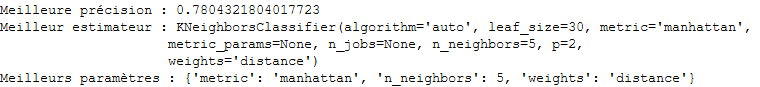 Meilleure précision : 0.7804321804017723
Meilleur estimateur : KNeighborsClassifier(algorithm='auto', leaf_size=30, metric='manhattan',
metric_params=None, n_jobs=None, n_neighbors=5, p=2,
weights='distance')
Meilleurs paramètres : {'metric': 'manhattan', 'n_neighbors': 5, 'weights': 'distance'}